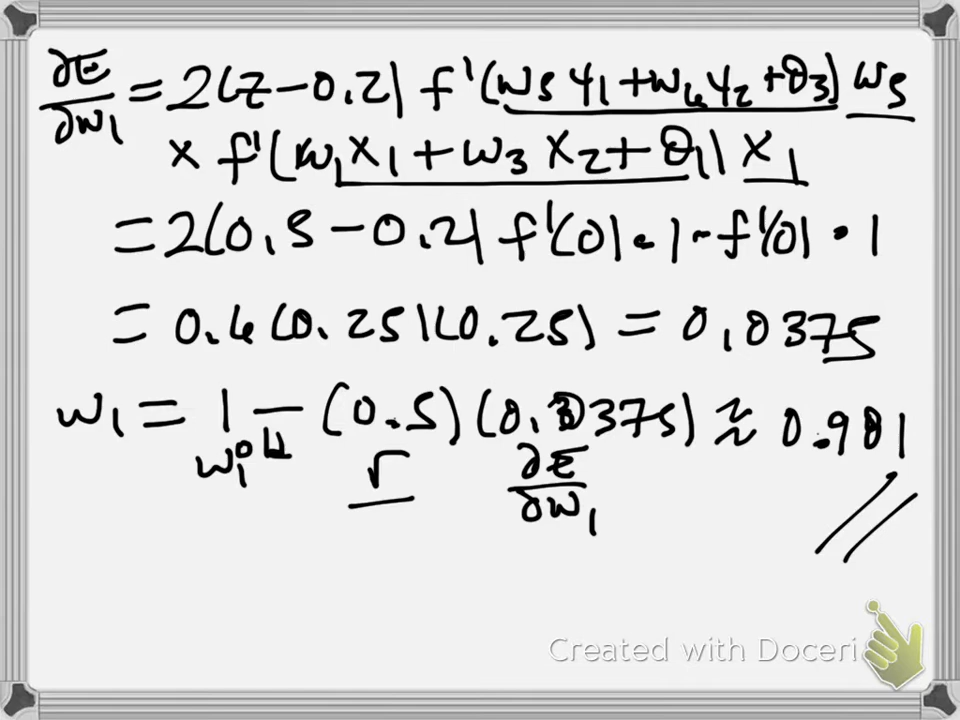 ∂E/∂w1 = 2(z-0.2) f'(w5 y1+w6 y2+θ3) w5
× f'(w1 x1 + w3 x2 + θ1) x1
= 2(0.5-0.2) f'(0)·1·f'(0)·1
= 0.6(0.25)(0.25) = 0.0375
w1 = 1 - (0.5)(0.0375) ≈ 0.981
w1 old r ∂E/∂w1
Created with Doceri